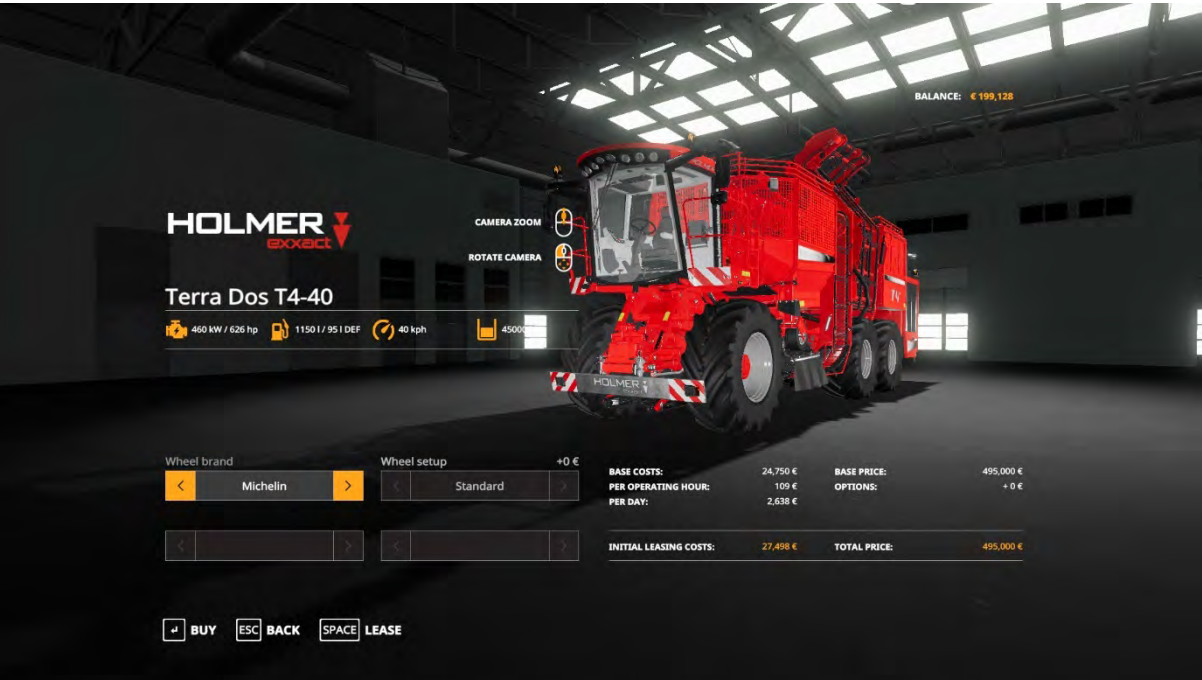 BALANCE: € 199,128
HOLMER
exxact
CAMERA ZOOM
ROTATE CAMERA
Terra Dos T4-40
460 kW / 626 hp 1150 l / 95 l DEF 40 kph 45000
T4
HOLMER
Wheel brand
Michelin
Wheel setup +0 €
Standard
BASE COSTS: 24,750 €
PER OPERATING HOUR: 109 €
PER DAY: 2,638 €
BASE PRICE: 495,000 €
OPTIONS: + 0 €
INITIAL LEASING COSTS: 27,498 €
TOTAL PRICE: 495,000 €
BUY ESC BACK SPACE LEASE